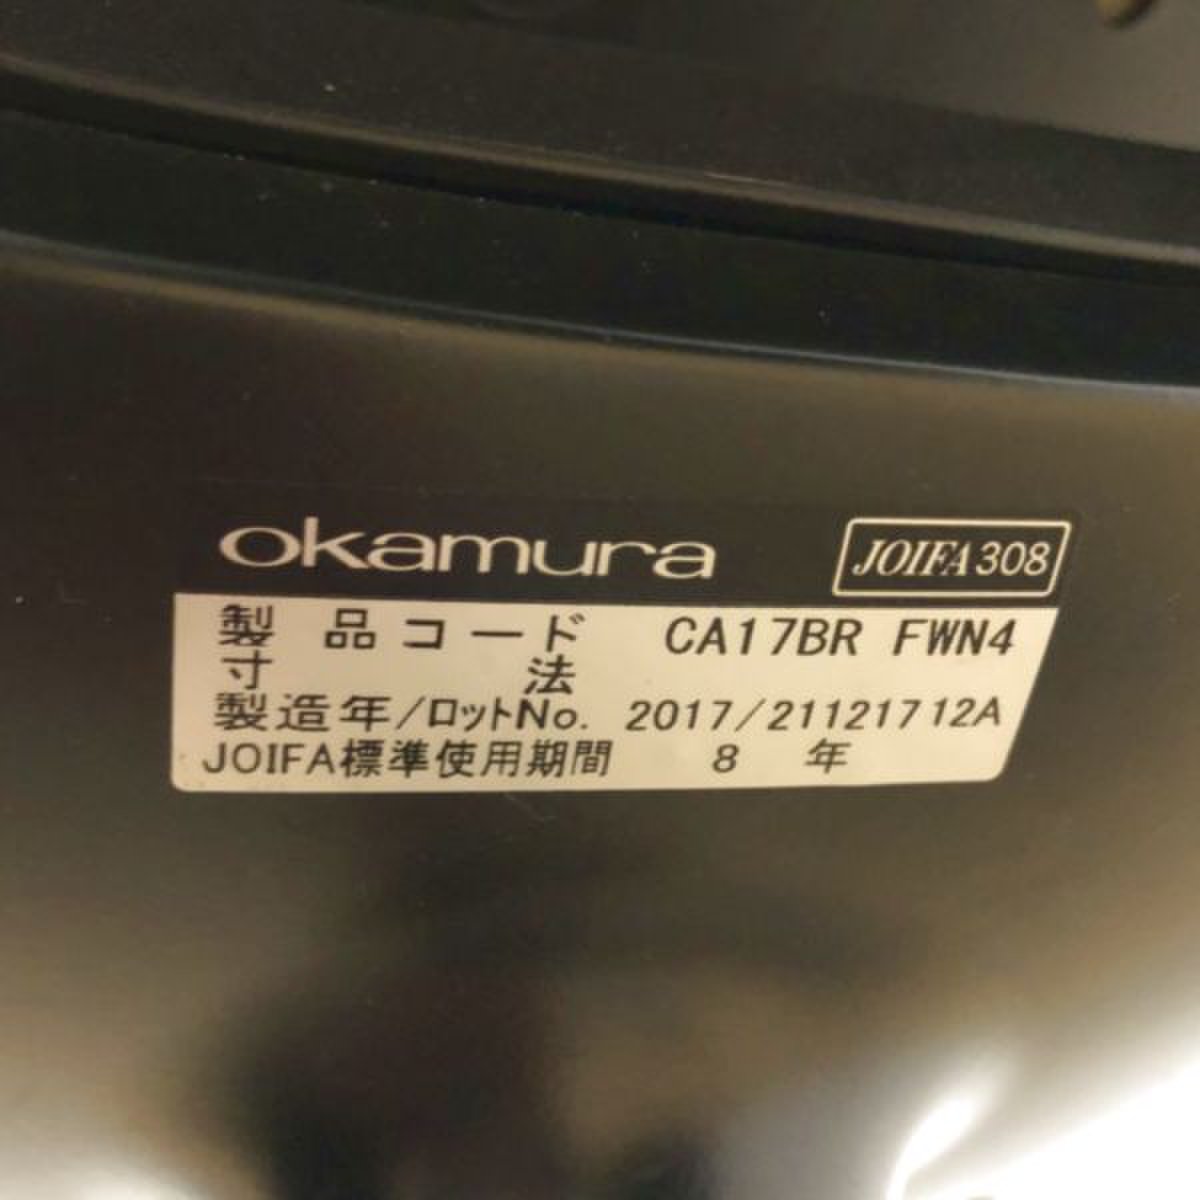 okamura
JOIFA308
製品コード CA17BR FWN4
寸法
製造年/ロットNo. 2017/21121712A
JOIFA標準使用期間 8年